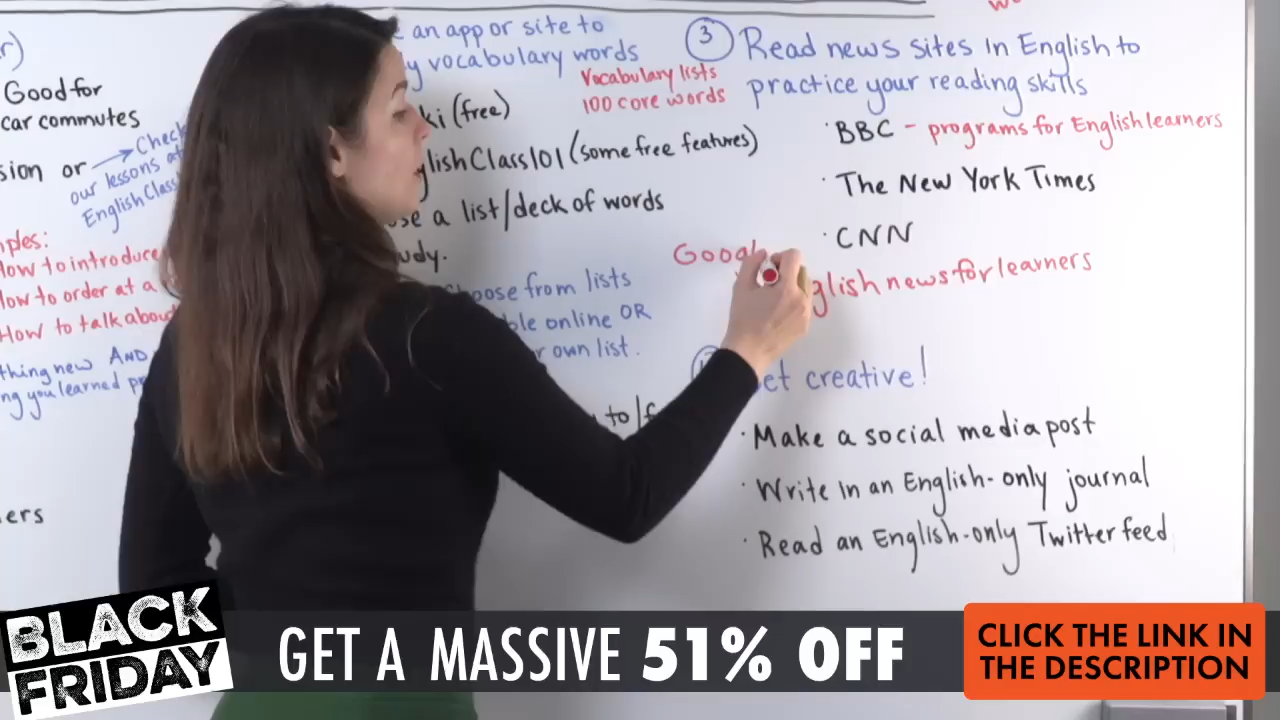 Good for
car commutes
sion or
Check
our lessons at
English Class
How to introduce
How to order at a
How to talk about
thing new AND
ng you learned
ers
an app or site to
y vocabulary words
Vocabulary lists
100 core words
ki (free)
glishClass101 (some free features)
se a list/deck of words
udy.
Choose from lists
ble online OR
r own list.
to/f
3 Read news sites in English to
practice your reading skills
· BBC - programs for English learners
· The New York Times
· CNN
Googl
glish news for learners
et creative!
· Make a social media post
· Write in an English-only journal
· Read an English-only Twitter feed
BLACK
FRIDAY
GET A MASSIVE 51% OFF
CLICK THE LINK IN
THE DESCRIPTION